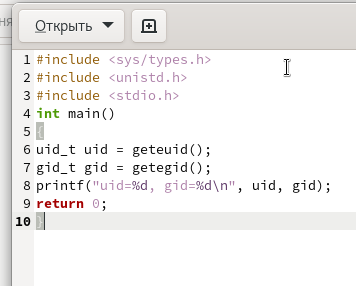 Открыть
1 #include <sys/types.h>
2 #include <unistd.h>
3 #include <stdio.h>
4 int main()
5 {
6 uid_t uid = geteuid();
7 gid_t gid = getegid();
8 printf("uid=%d, gid=%d\n", uid, gid);
9 return 0;
10 }